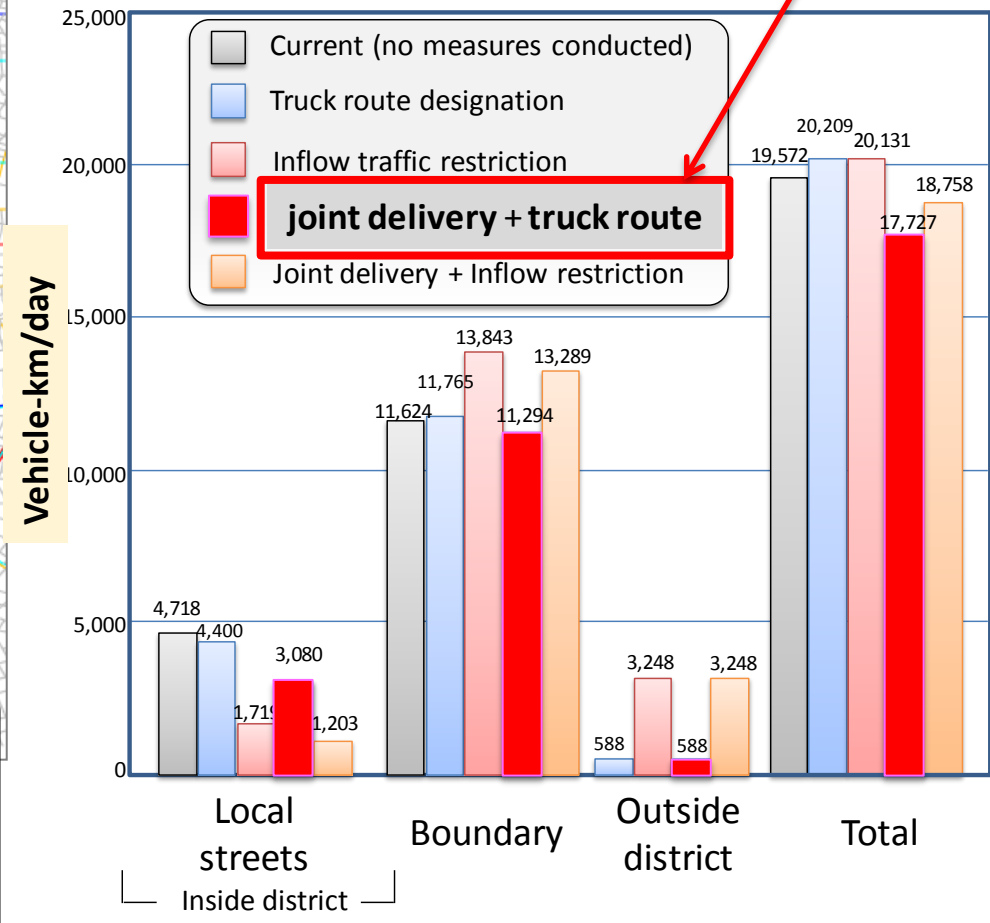 25,000
20,000
15,000
10,000
5,000
0
Vehicle-km/day
Current (no measures conducted)
Truck route designation
Inflow traffic restriction
joint delivery + truck route
Joint delivery + Inflow restriction
4,718
4,400
1,719
3,080
1,203
11,624
11,765
13,843
11,294
13,289
588
3,248
588
3,248
19,572
20,209
20,131
17,727
18,758
Local
streets
Boundary
Outside
district
Total
Inside district